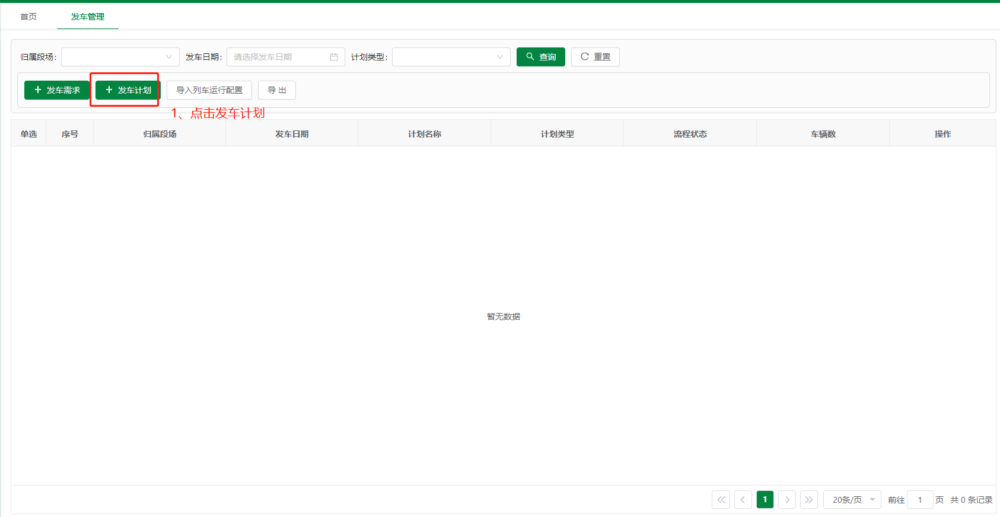 首页 发车管理
归属段场: 发车日期: 请选择发车日期 计划类型: 查询 重置
+ 发车需求 + 发车计划 导入列车运行配置 导 出
1、点击发车计划
单选 序号 归属段场 发车日期 计划名称 计划类型 流程状态 车辆数 操作
暂无数据
1 20条/页 前往 1 页 共 0 条记录